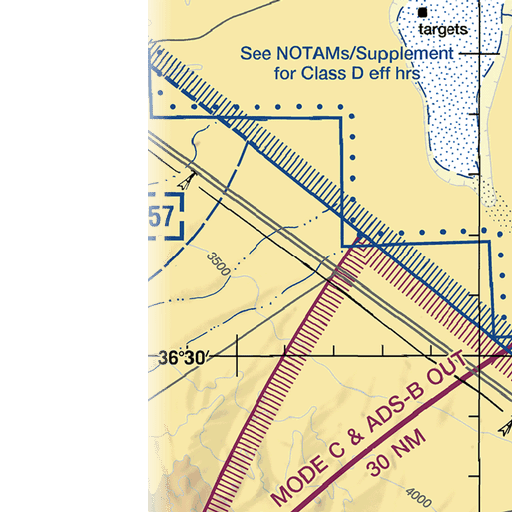 targets
See NOTAMs/Supplement
for Class D eff hrs
57
3500
36°30'
MODE C & ADS-B OUT
30 NM
4000